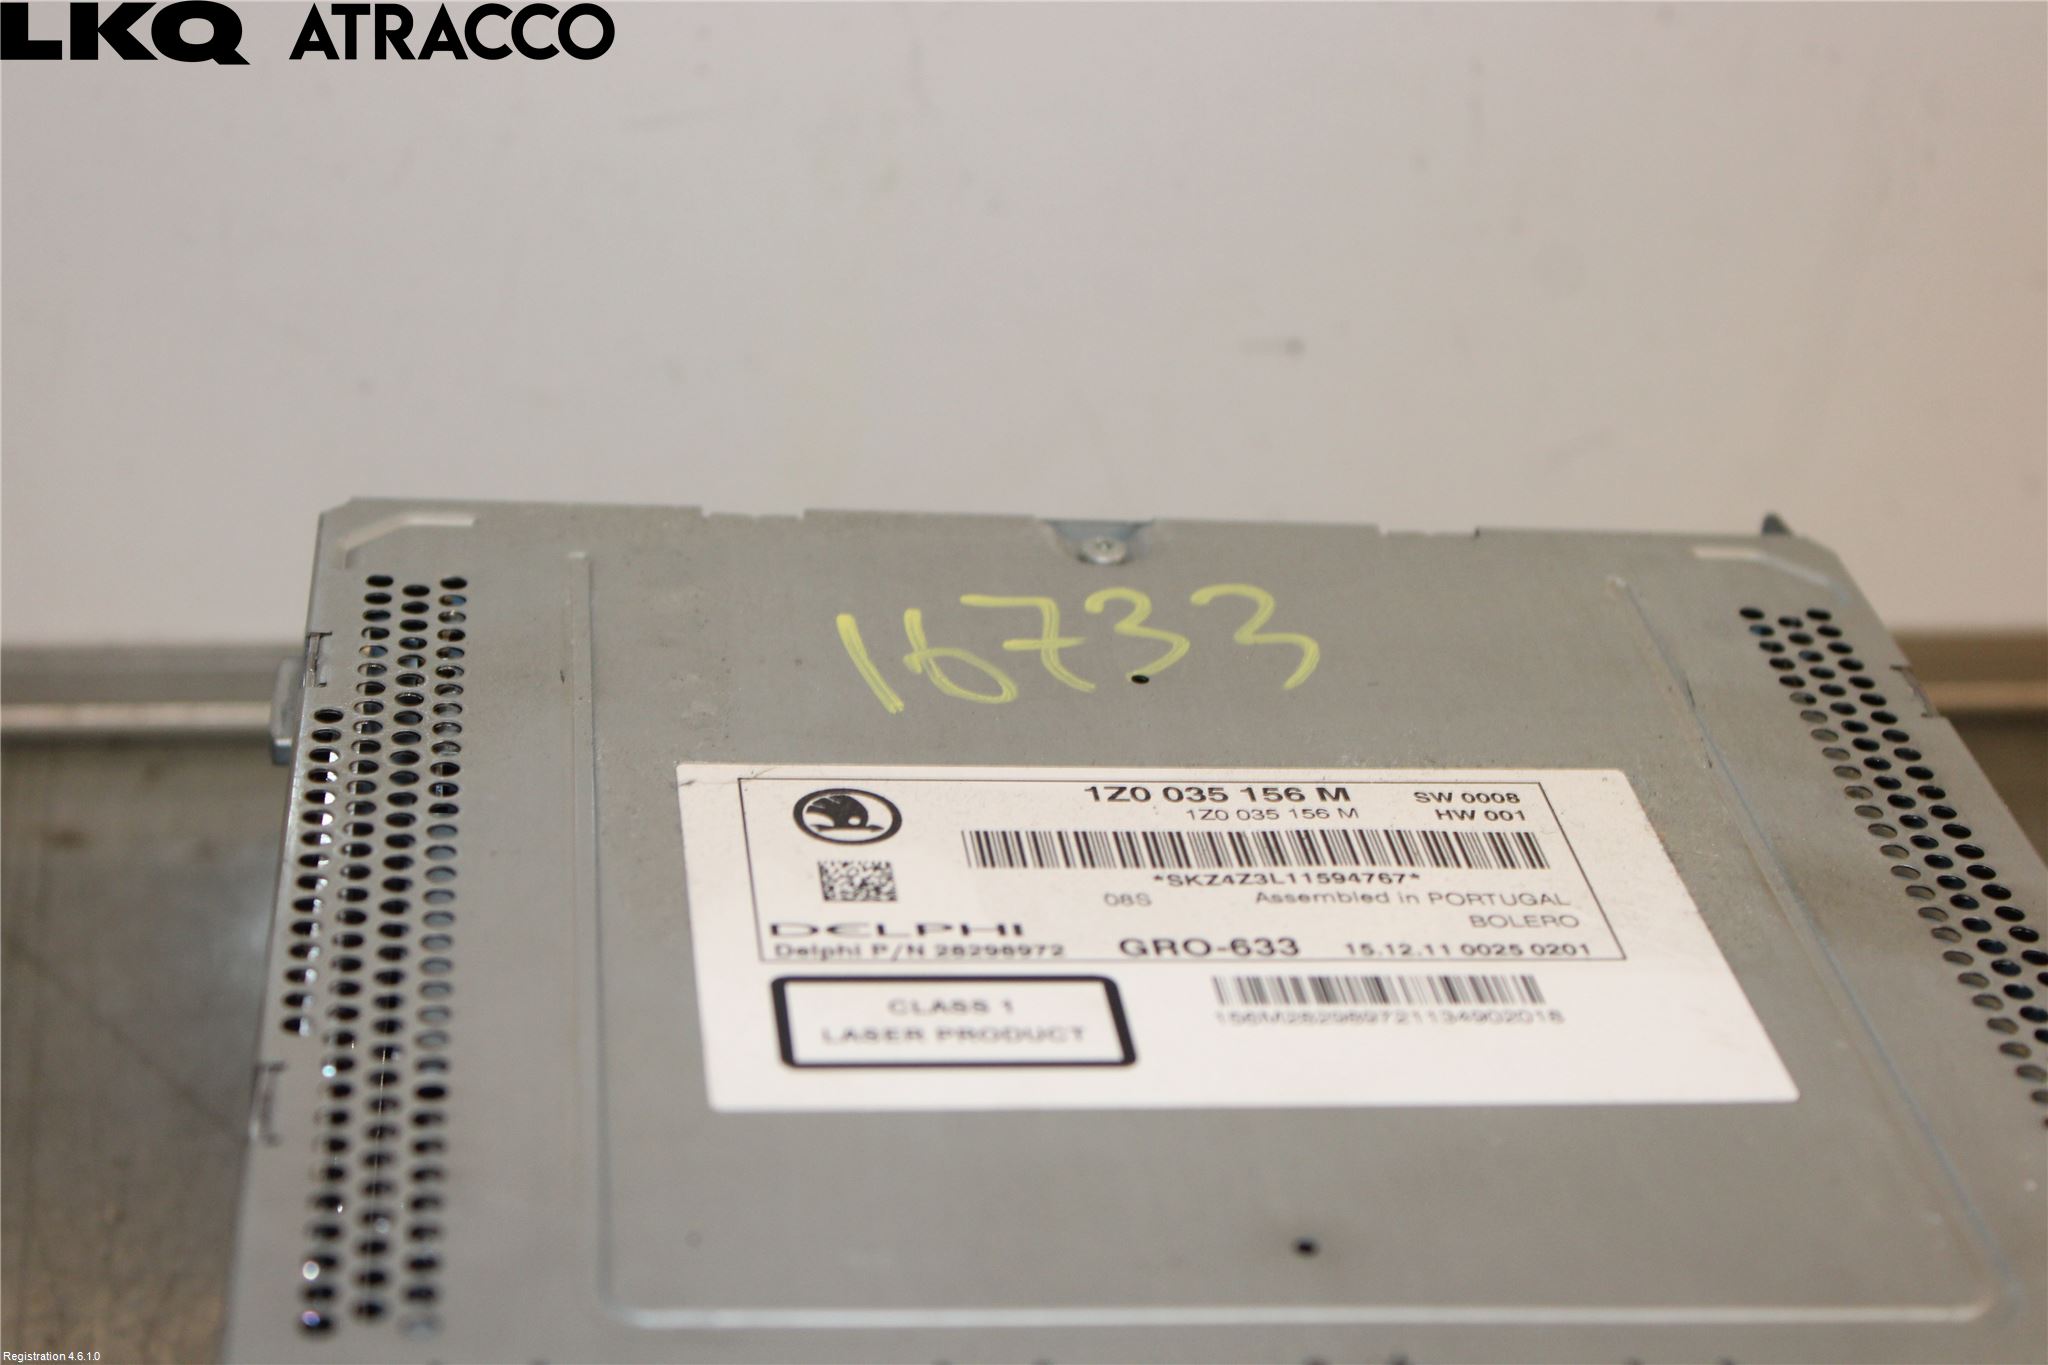 LKQ ATRACCO
16733
1Z0 035 156 M
SW 0008
1Z0 035 156 M
HW 001
*SKZ4Z3L11594767*
08S
Assembled in PORTUGAL
BOLERO
DELPHI
Delphi P/N 28298972
GRO-633
15.12.11 0025 0201
CLASS 1
LASER PRODUCT
156M282989721134902018
Registration 4.6.1.0